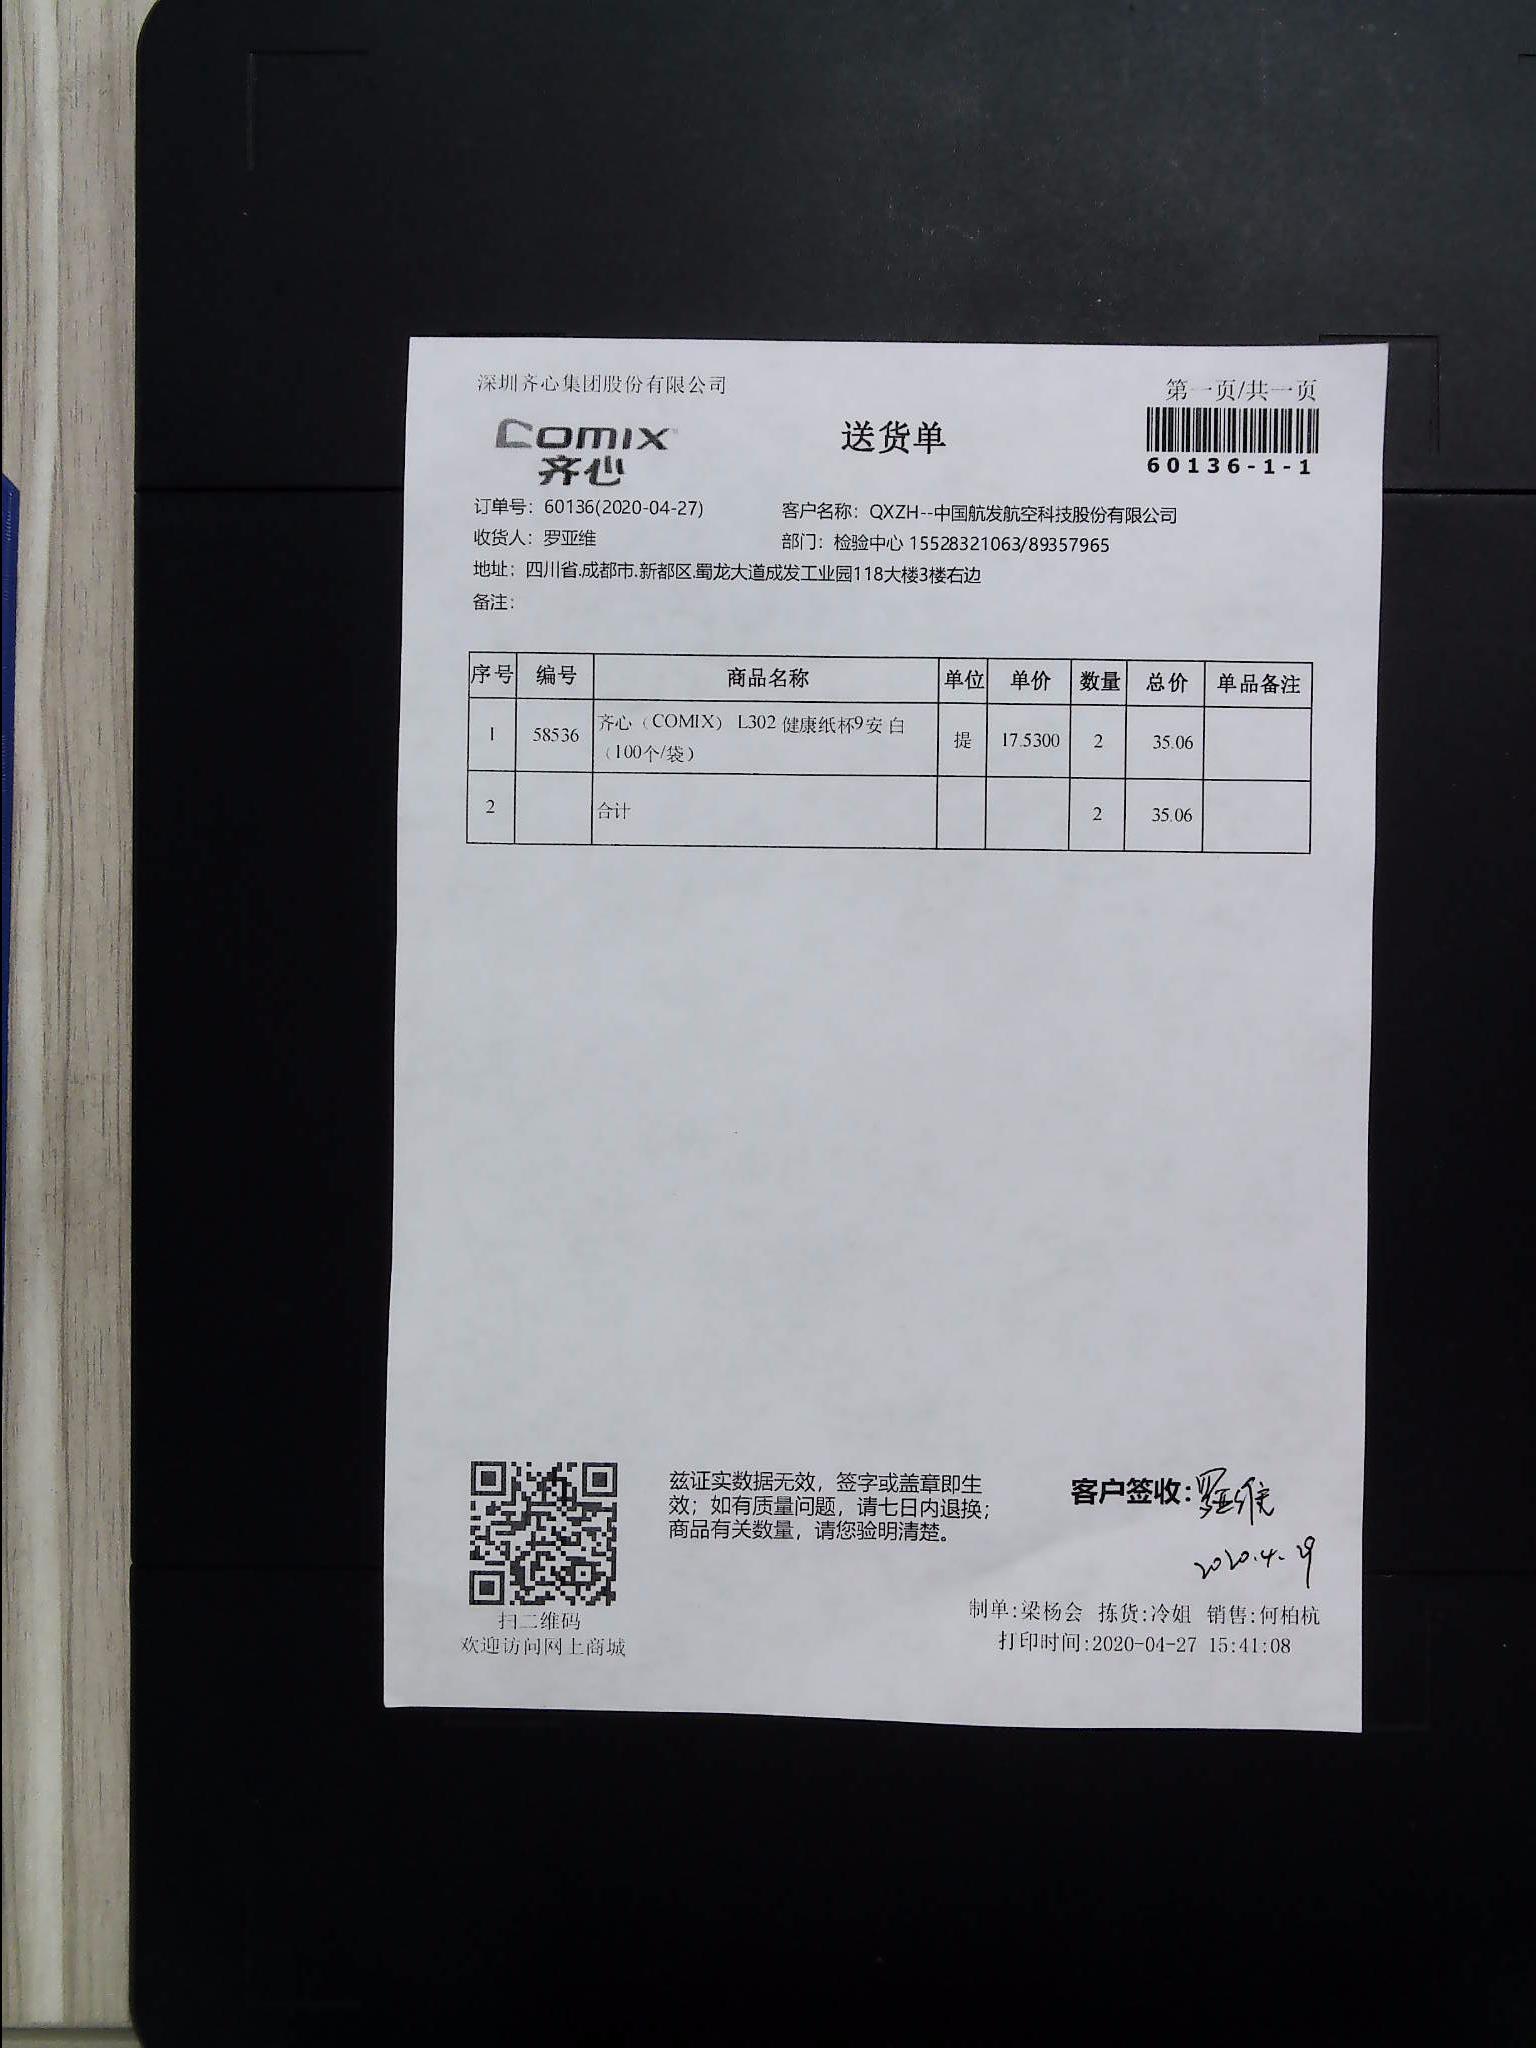 深圳齐心集团股份有限公司
第一页/共一页
COMIX
齐心
送货单
60136-1-1
订单号：60136(2020-04-27)
客户名称：QXZH--中国航发航空科技股份有限公司
收货人：罗亚维
部门：检验中心 15528321063/89357965
地址：四川省.成都市.新都区.蜀龙大道成发工业园118大楼3楼右边
备注：
序号 编号 商品名称 单位 单价 数量 总价 单品备注
1 58536 齐心（COMIX） L302 健康纸杯9安 白（100个/袋） 提 17.5300 2 35.06
2 合计 2 35.06
兹证实数据无效，签字或盖章即生
效；如有质量问题，请七日内退换；
商品有关数量，请您验明清楚。
客户签收：罗亚维
2020.4.29
扫二维码
欢迎访问网上商城
制单:梁杨会 拣货:冷姐 销售:何柏杭
打印时间:2020-04-27 15:41:08